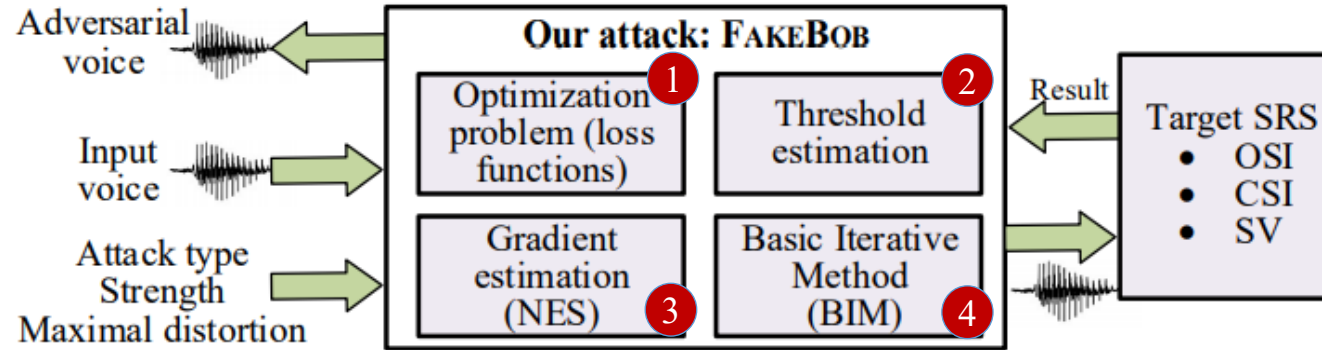 Adversarial
voice
Input
voice
Attack type
Strength
Maximal distortion
Our attack: FAKEBOB
1
Optimization
problem (loss
functions)
2
Threshold
estimation
Gradient
estimation
(NES)
3
Basic Iterative
Method
(BIM)
4
Result
Target SRS
• OSI
• CSI
• SV